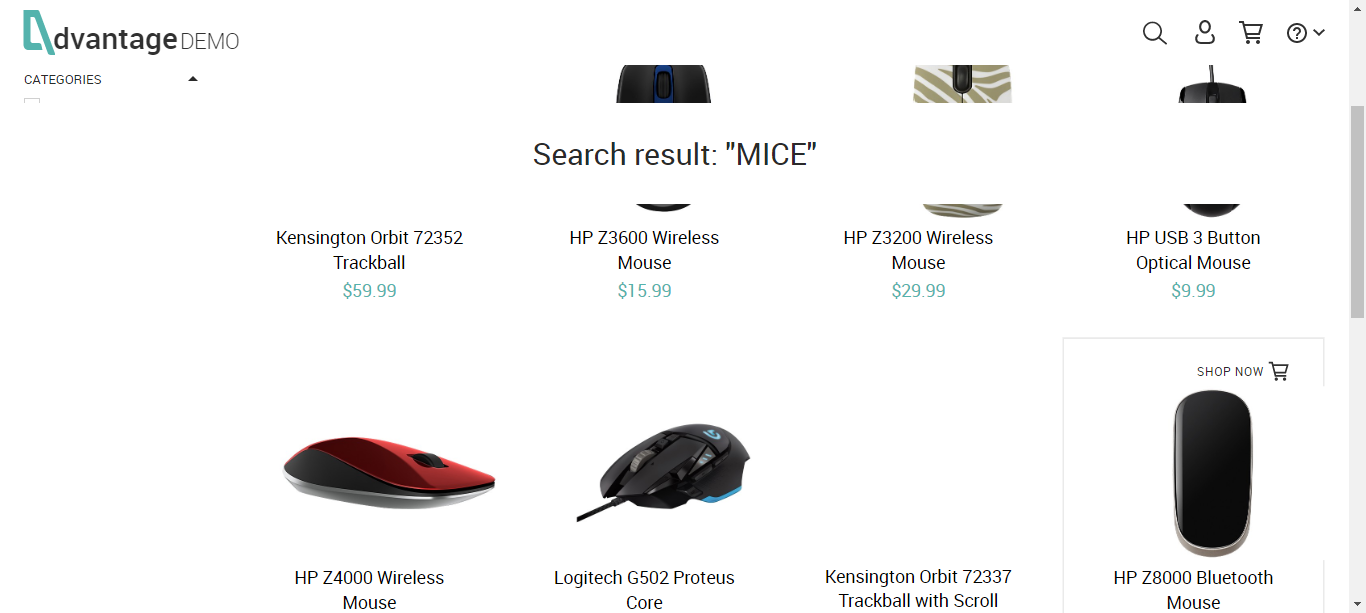 dvantage DEMO
CATEGORIES
Search result: "MICE"
Kensington Orbit 72352
Trackball
$59.99
HP Z3600 Wireless
Mouse
$15.99
HP Z3200 Wireless
Mouse
$29.99
HP USB 3 Button
Optical Mouse
$9.99
SHOP NOW
HP Z4000 Wireless
Mouse
Logitech G502 Proteus
Core
Kensington Orbit 72337
Trackball with Scroll
HP Z8000 Bluetooth
Mouse